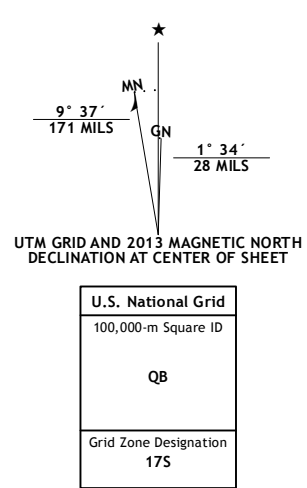 ★
MN
9° 37´
171 MILS
GN
1° 34´
28 MILS
UTM GRID AND 2013 MAGNETIC NORTH
DECLINATION AT CENTER OF SHEET
U.S. National Grid
100,000-m Square ID
QB
Grid Zone Designation
17S